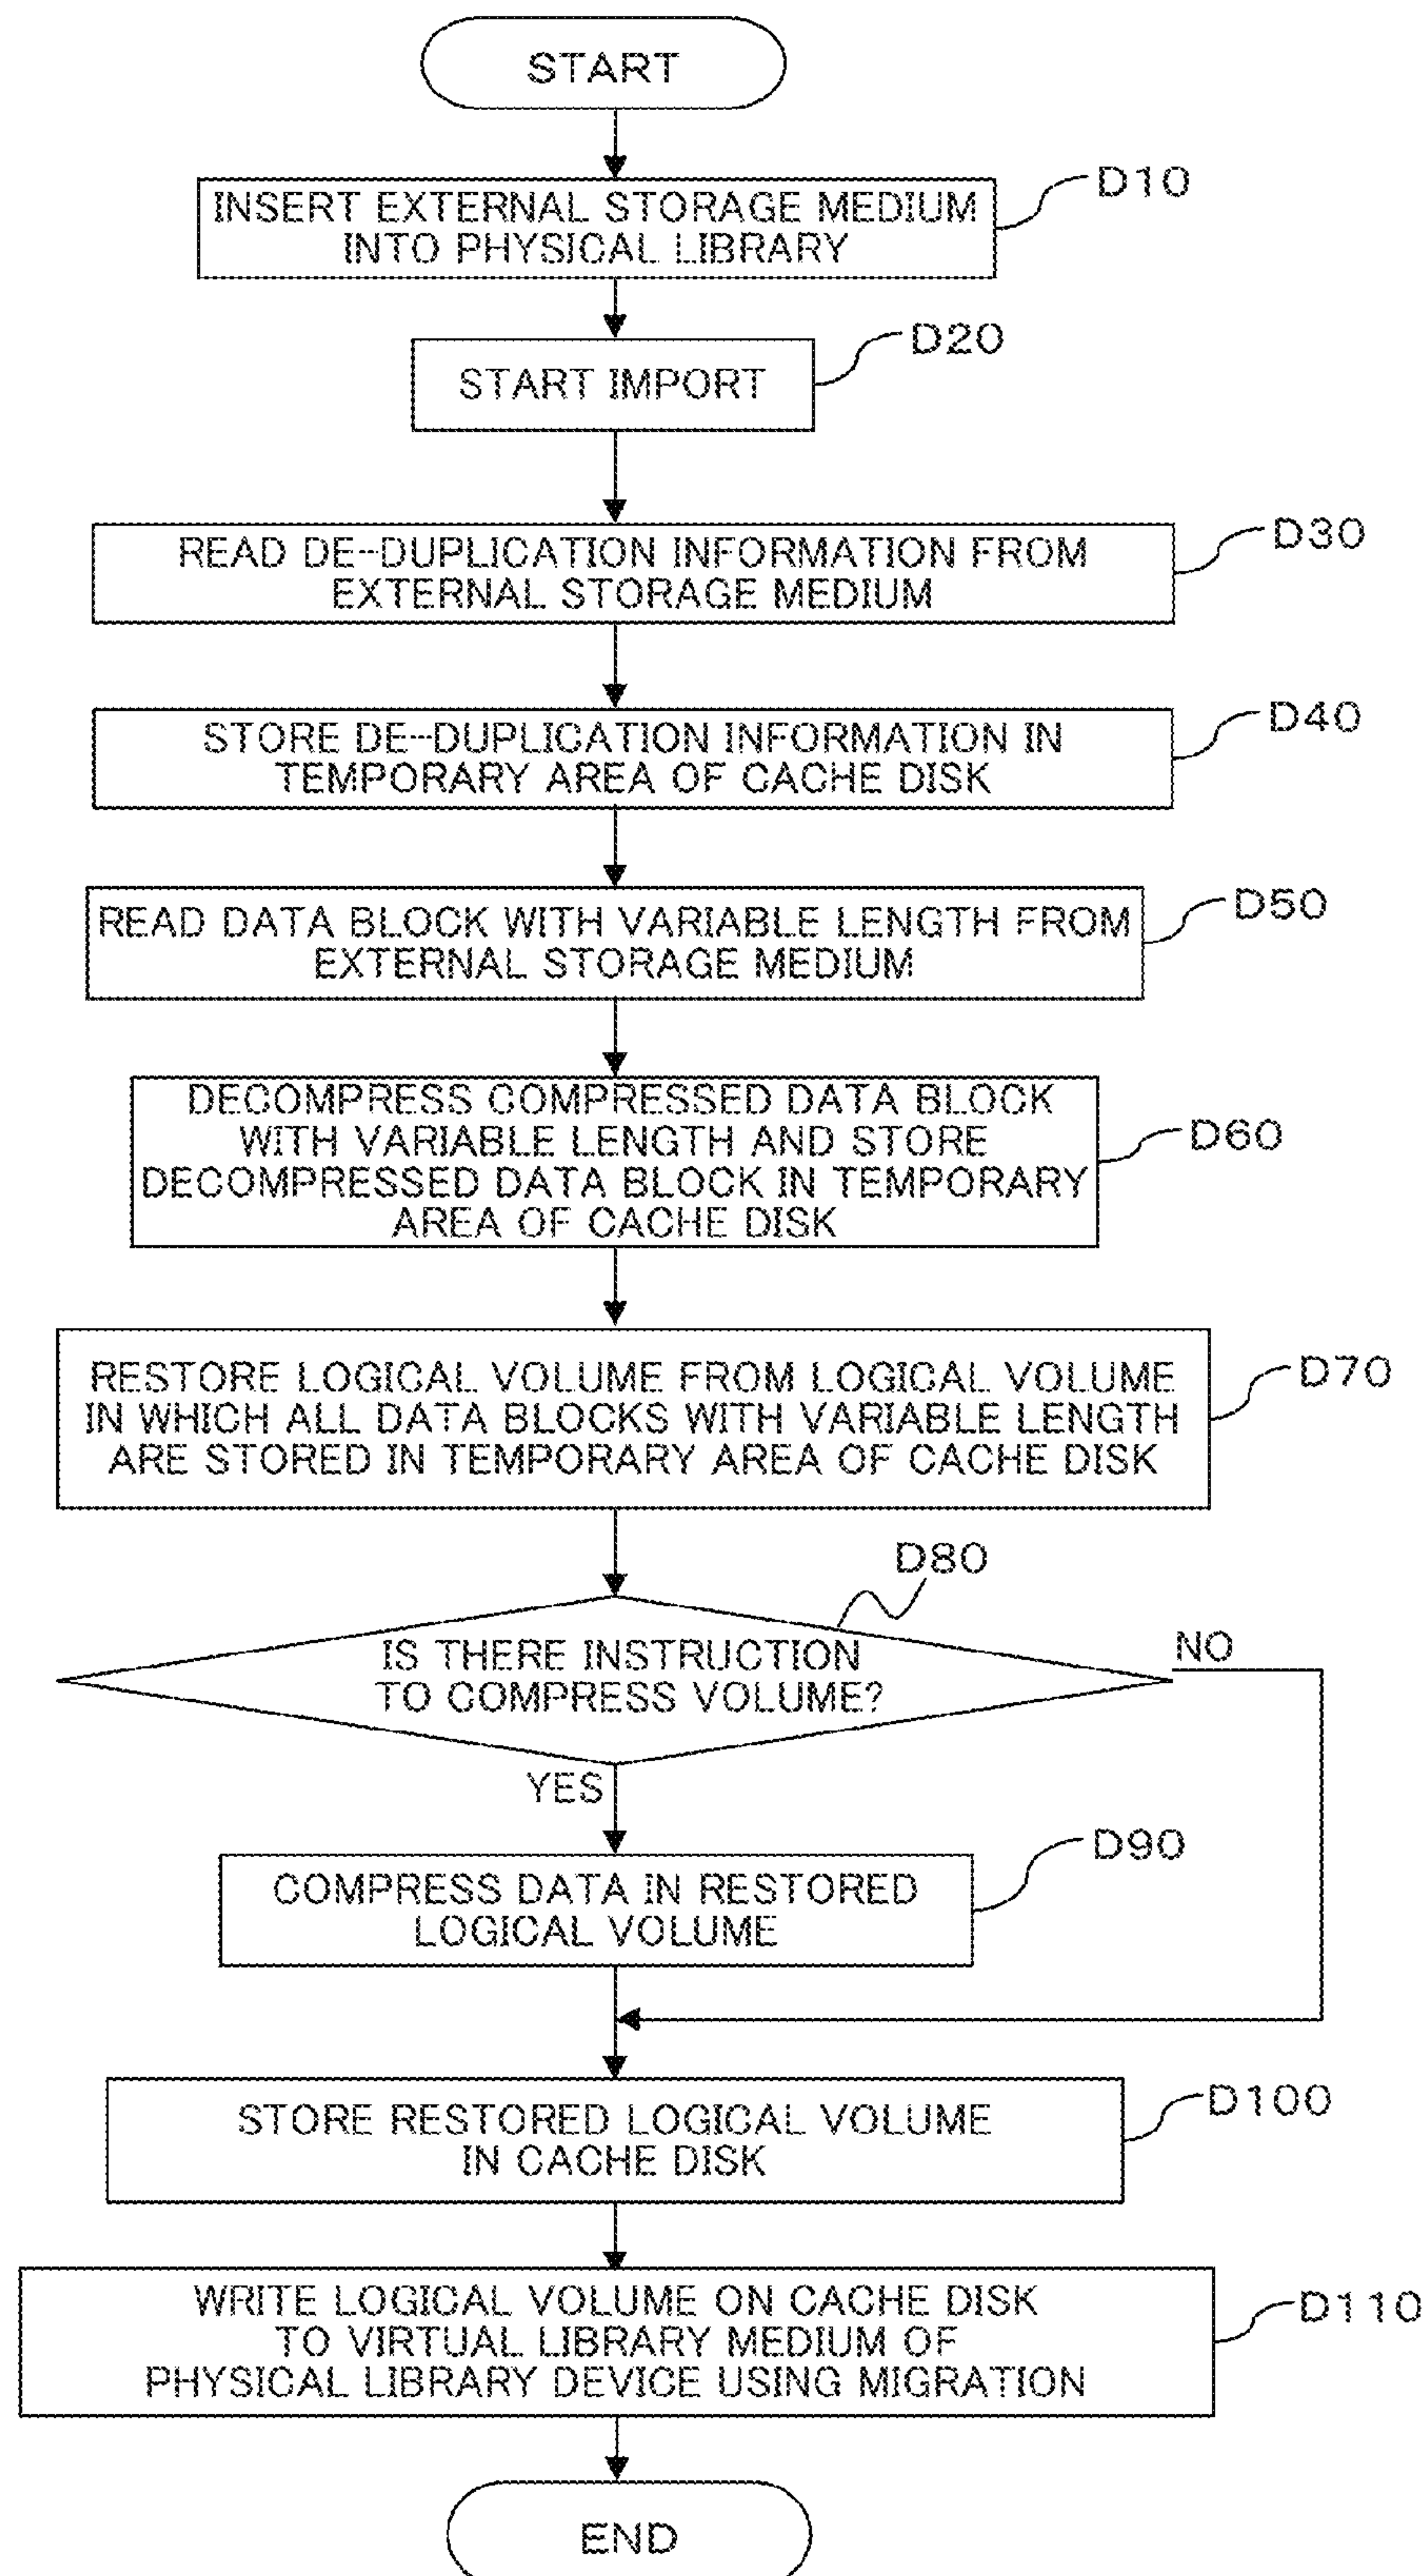 START
INSERT EXTERNAL STORAGE MEDIUM
INTO PHYSICAL LIBRARY
D10
START IMPORT
D20
READ DE-DUPLICATION INFORMATION FROM
EXTERNAL STORAGE MEDIUM
D30
STORE DE-DUPLICATION INFORMATION IN
TEMPORARY AREA OF CACHE DISK
D40
READ DATA BLOCK WITH VARIABLE LENGTH FROM
EXTERNAL STORAGE MEDIUM
D50
DECOMPRESS COMPRESSED DATA BLOCK
WITH VARIABLE LENGTH AND STORE
DECOMPRESSED DATA BLOCK IN TEMPORARY
AREA OF CACHE DISK
D60
RESTORE LOGICAL VOLUME FROM LOGICAL VOLUME
IN WHICH ALL DATA BLOCKS WITH VARIABLE LENGTH
ARE STORED IN TEMPORARY AREA OF CACHE DISK
D70
D80
IS THERE INSTRUCTION
TO COMPRESS VOLUME?
NO
YES
COMPRESS DATA IN RESTORED
LOGICAL VOLUME
D90
STORE RESTORED LOGICAL VOLUME
IN CACHE DISK
D100
WRITE LOGICAL VOLUME ON CACHE DISK
TO VIRTUAL LIBRARY MEDIUM OF
PHYSICAL LIBRARY DEVICE USING MIGRATION
D110
END